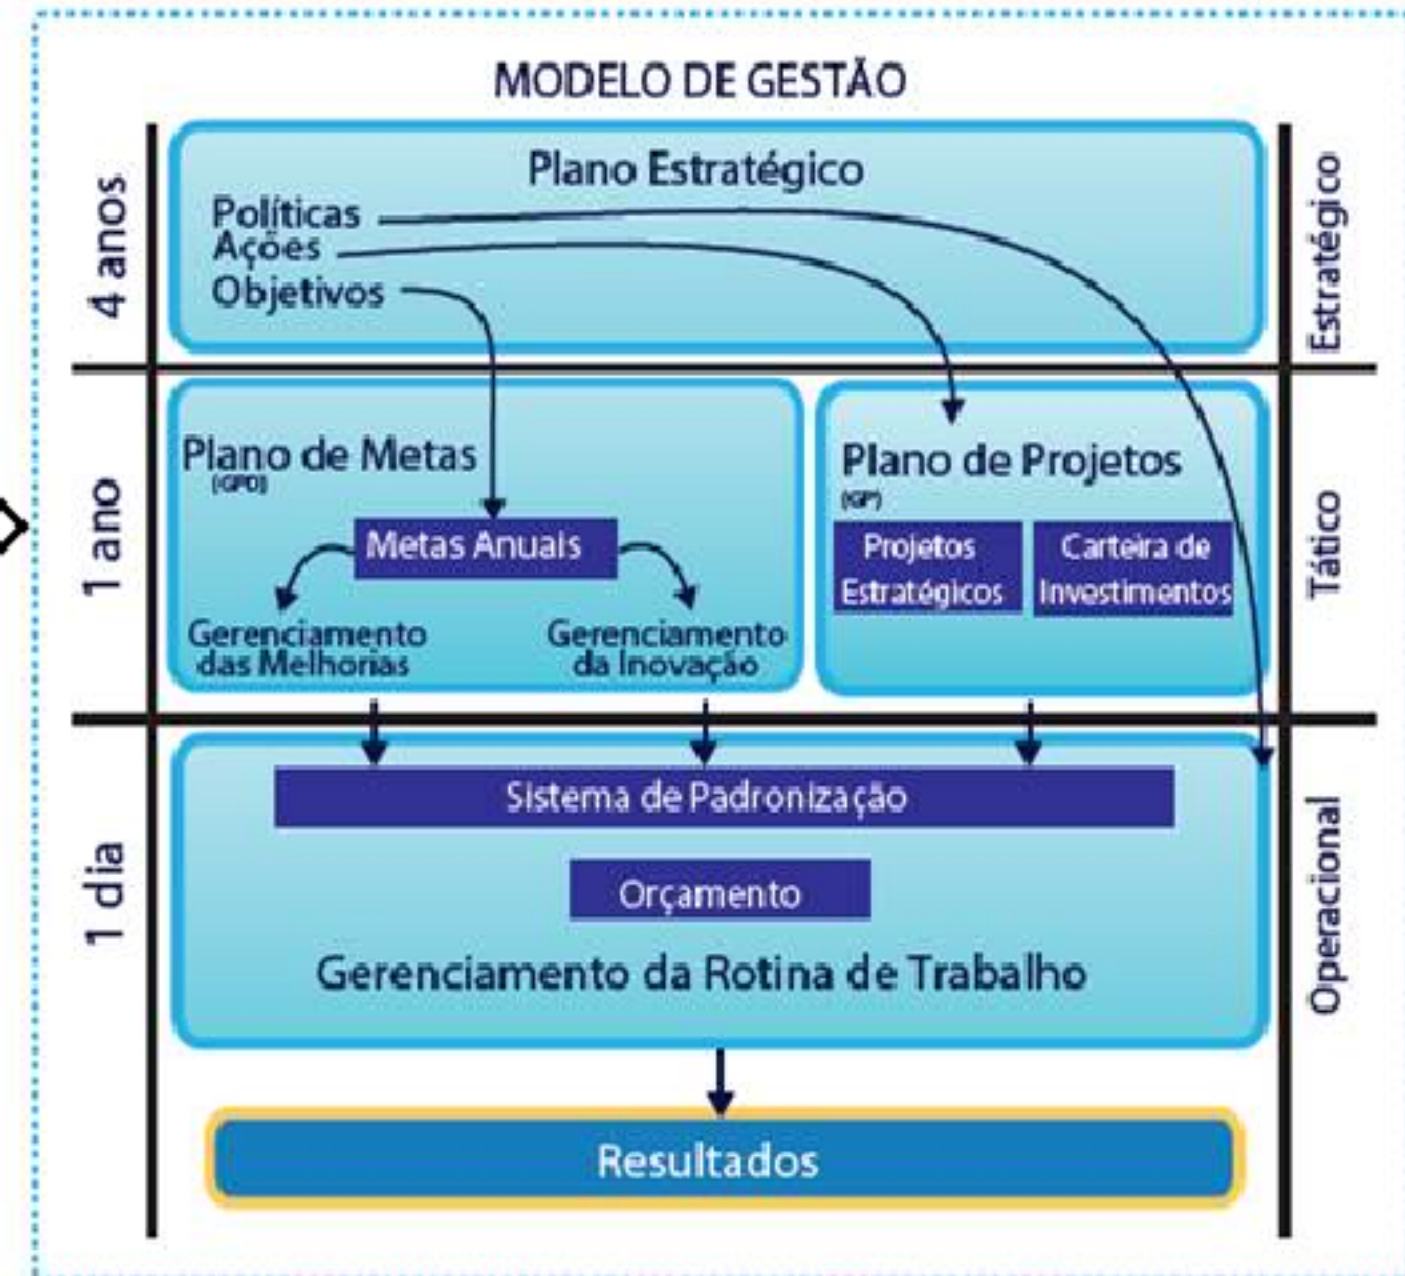 MODELO DE GESTÃO
4 anos
Plano Estratégico
Políticas
Ações
Objetivos
Estratégico
1 ano
Plano de Metas
(GPD)
Metas Anuais
Gerenciamento
das Melhorias
Gerenciamento
da Inovação
Plano de Projetos
(GP)
Projetos
Estratégicos
Carteira de
Investimentos
Tático
1 dia
Sistema de Padronização
Orçamento
Gerenciamento da Rotina de Trabalho
Operacional
Resultados